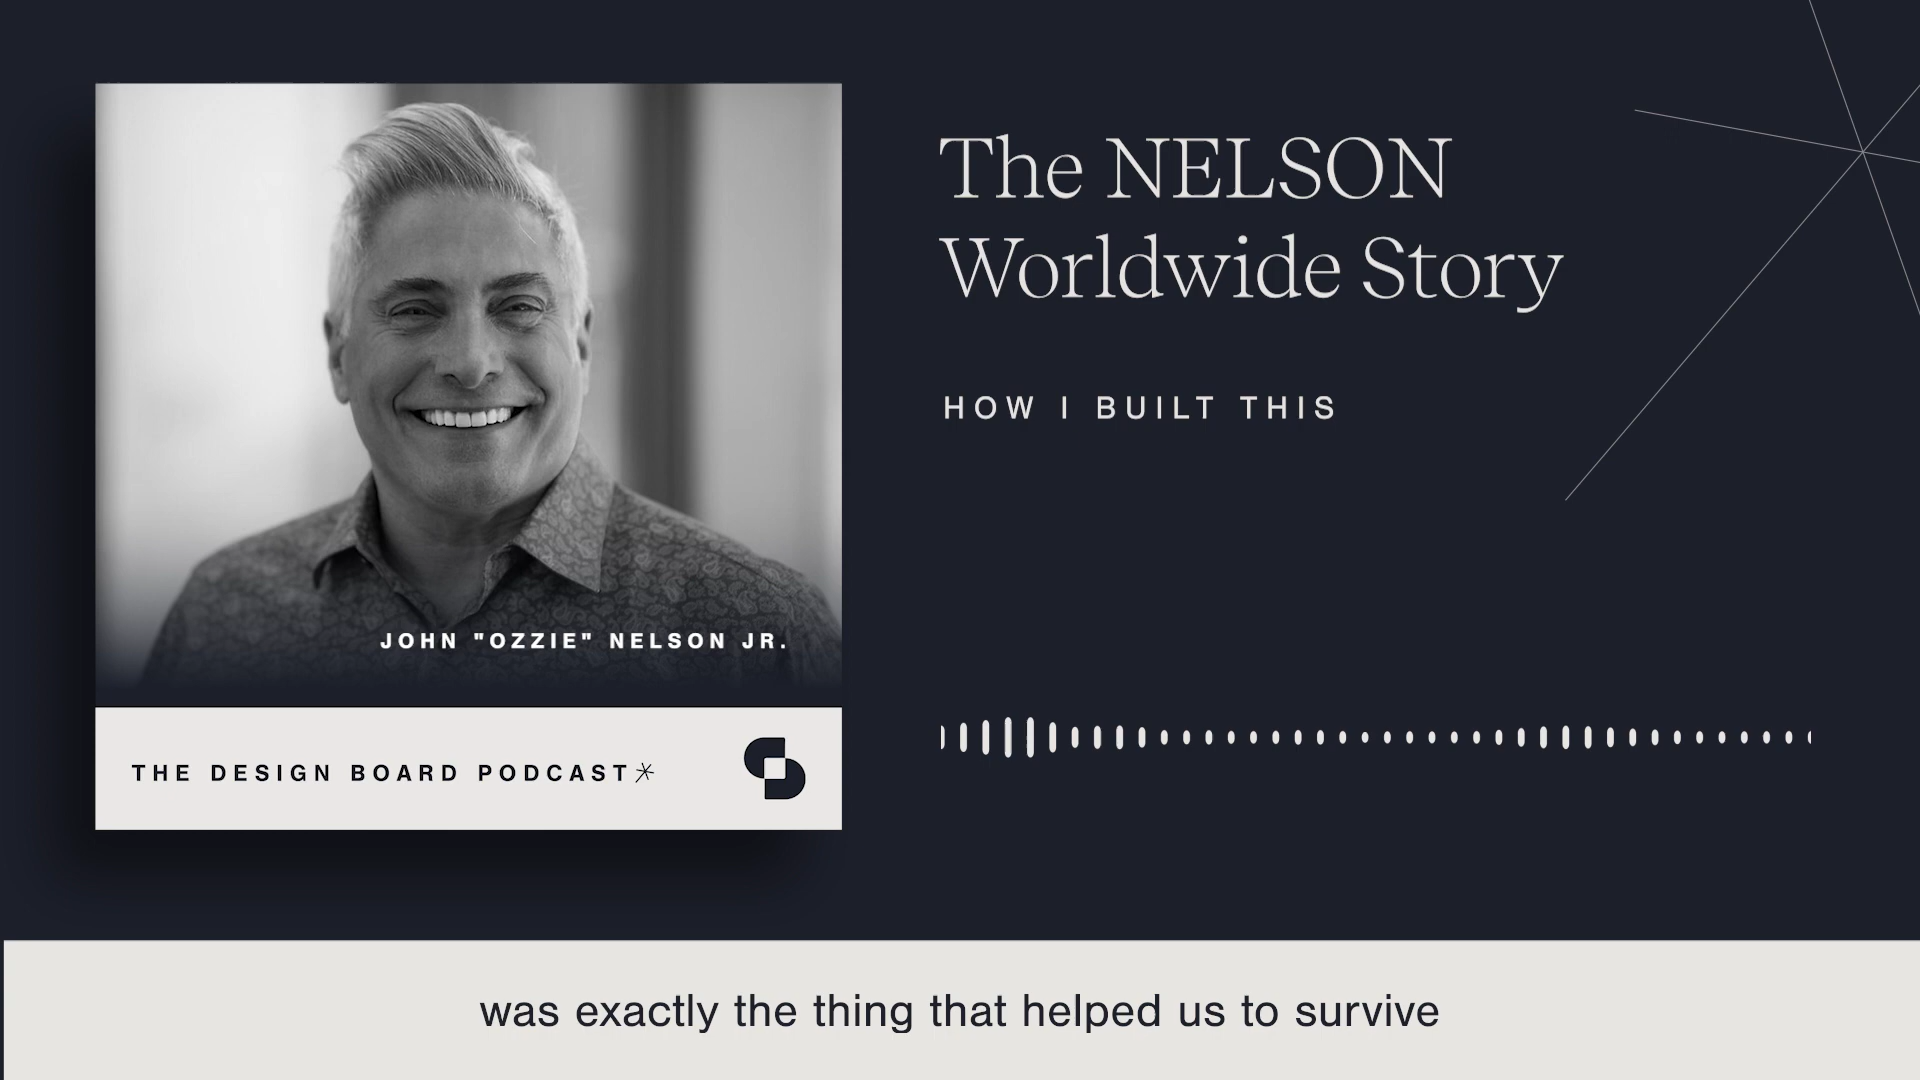 The NELSON
Worldwide Story
HOW I BUILT THIS
JOHN "OZZIE" NELSON JR.
THE DESIGN BOARD PODCAST
was exactly the thing that helped us to survive